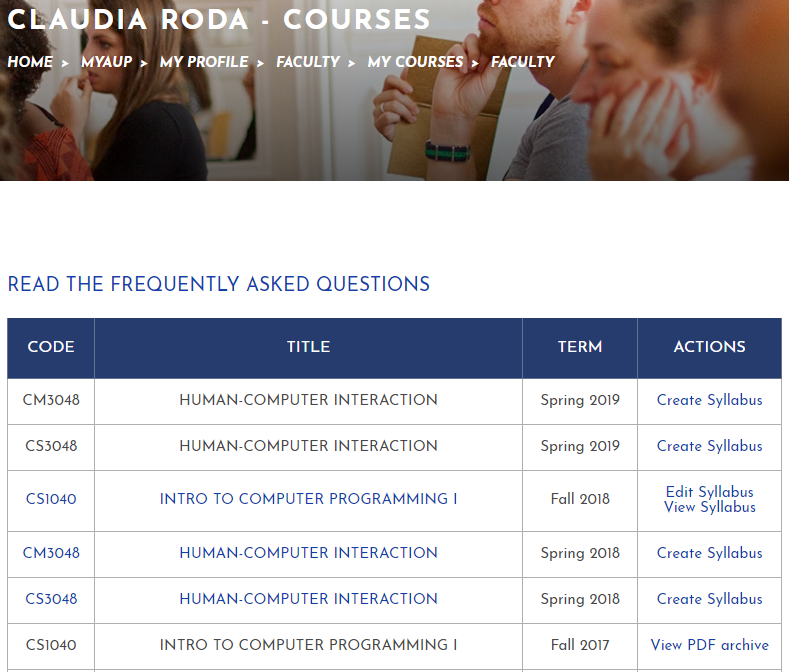 CLAUDIA RODA - COURSES
HOME > MYAUP > MY PROFILE > FACULTY > MY COURSES > FACULTY
READ THE FREQUENTLY ASKED QUESTIONS
CODE TITLE TERM ACTIONS
CM3048 HUMAN-COMPUTER INTERACTION Spring 2019 Create Syllabus
CS3048 HUMAN-COMPUTER INTERACTION Spring 2019 Create Syllabus
CS1040 INTRO TO COMPUTER PROGRAMMING I Fall 2018 Edit Syllabus
View Syllabus
CM3048 HUMAN-COMPUTER INTERACTION Spring 2018 Create Syllabus
CS3048 HUMAN-COMPUTER INTERACTION Spring 2018 Create Syllabus
CS1040 INTRO TO COMPUTER PROGRAMMING I Fall 2017 View PDF archive